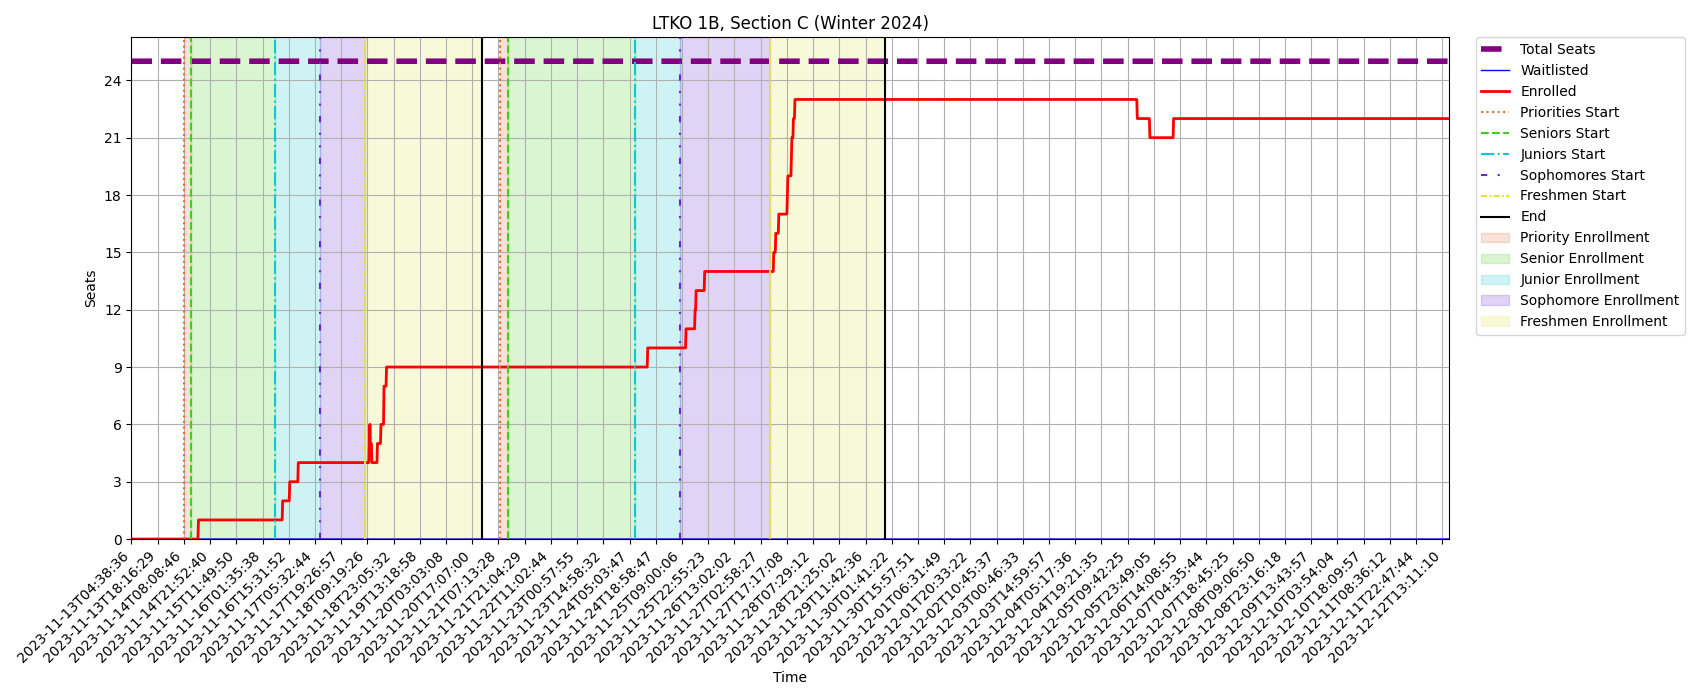 LTKO 1B, Section C (Winter 2024)
Total Seats
Waitlisted
Enrolled
Priorities Start
Seniors Start
Juniors Start
Sophomores Start
Freshmen Start
End
Priority Enrollment
Senior Enrollment
Junior Enrollment
Sophomore Enrollment
Freshmen Enrollment
Seats
24
21
18
15
12
9
6
3
0
2023-11-13T04:38:36
2023-11-13T18:16:29
2023-11-14T08:08:46
2023-11-14T21:52:40
2023-11-15T11:49:50
2023-11-16T01:35:38
2023-11-16T15:31:52
2023-11-17T05:32:44
2023-11-17T19:26:57
2023-11-18T09:19:26
2023-11-18T23:05:32
2023-11-19T13:18:58
2023-11-20T03:03:08
2023-11-20T17:07:00
2023-11-21T07:13:28
2023-11-21T21:04:29
2023-11-22T11:02:44
2023-11-23T00:57:55
2023-11-23T14:58:32
2023-11-24T05:03:47
2023-11-24T18:58:47
2023-11-25T09:00:06
2023-11-25T22:55:23
2023-11-26T13:02:02
2023-11-27T02:58:27
2023-11-27T17:17:08
2023-11-28T07:29:12
2023-11-28T21:25:02
2023-11-29T11:42:36
2023-11-30T01:41:22
2023-11-30T15:57:51
2023-12-01T06:31:49
2023-12-01T20:33:22
2023-12-02T10:45:37
2023-12-03T00:46:33
2023-12-03T14:59:57
2023-12-04T05:17:36
2023-12-04T19:21:35
2023-12-05T09:42:25
2023-12-05T23:49:05
2023-12-06T14:08:55
2023-12-07T04:35:44
2023-12-07T18:45:25
2023-12-08T09:06:50
2023-12-08T23:16:18
2023-12-09T13:43:57
2023-12-10T03:54:04
2023-12-10T18:09:57
2023-12-11T08:36:12
2023-12-11T22:47:44
2023-12-12T13:11:10
Time